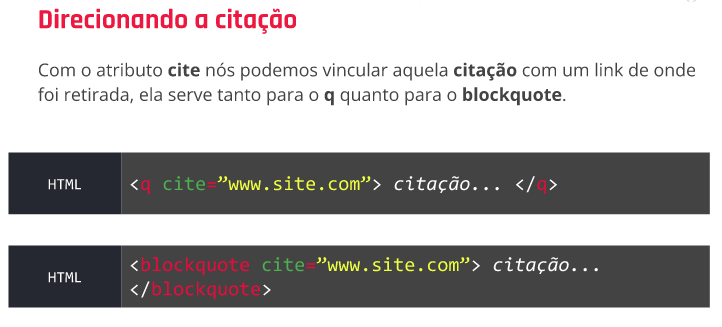 Direcionando a citação
Com o atributo cite nós podemos vincular aquela citação com um link de onde
foi retirada, ela serve tanto para o q quanto para o blockquote.
HTML
<q cite=”www.site.com”> citação... </q>
HTML
<blockquote cite=”www.site.com”> citação...
</blockquote>